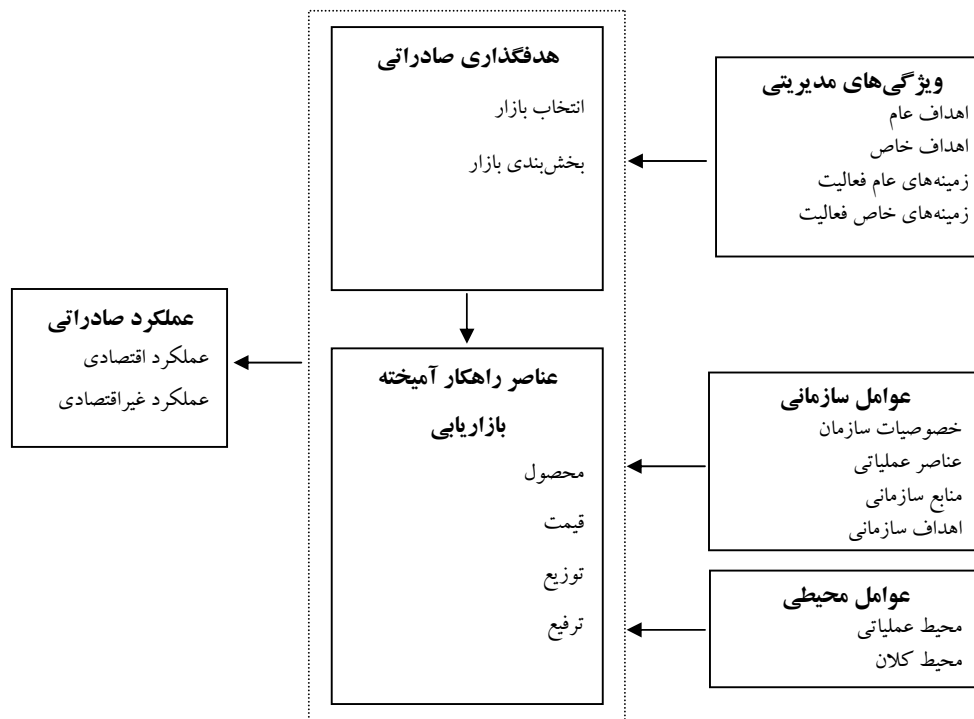 هدفگذاری صادراتی
انتخاب بازار
بخش‌بندی بازار
ویژگی‌های مدیریتی
اهداف عام
اهداف خاص
زمینه‌های عام فعالیت
زمینه‌های خاص فعالیت
عملکرد صادراتی
عملکرد اقتصادی
عملکرد غیراقتصادی
عناصر راهکار آمیخته
بازاریابی
محصول
قیمت
توزیع
ترفیع
عوامل سازمانی
خصوصیات سازمان
عناصر عملیاتی
منابع سازمانی
اهداف سازمانی
عوامل محیطی
محیط عملیاتی
محیط کلان